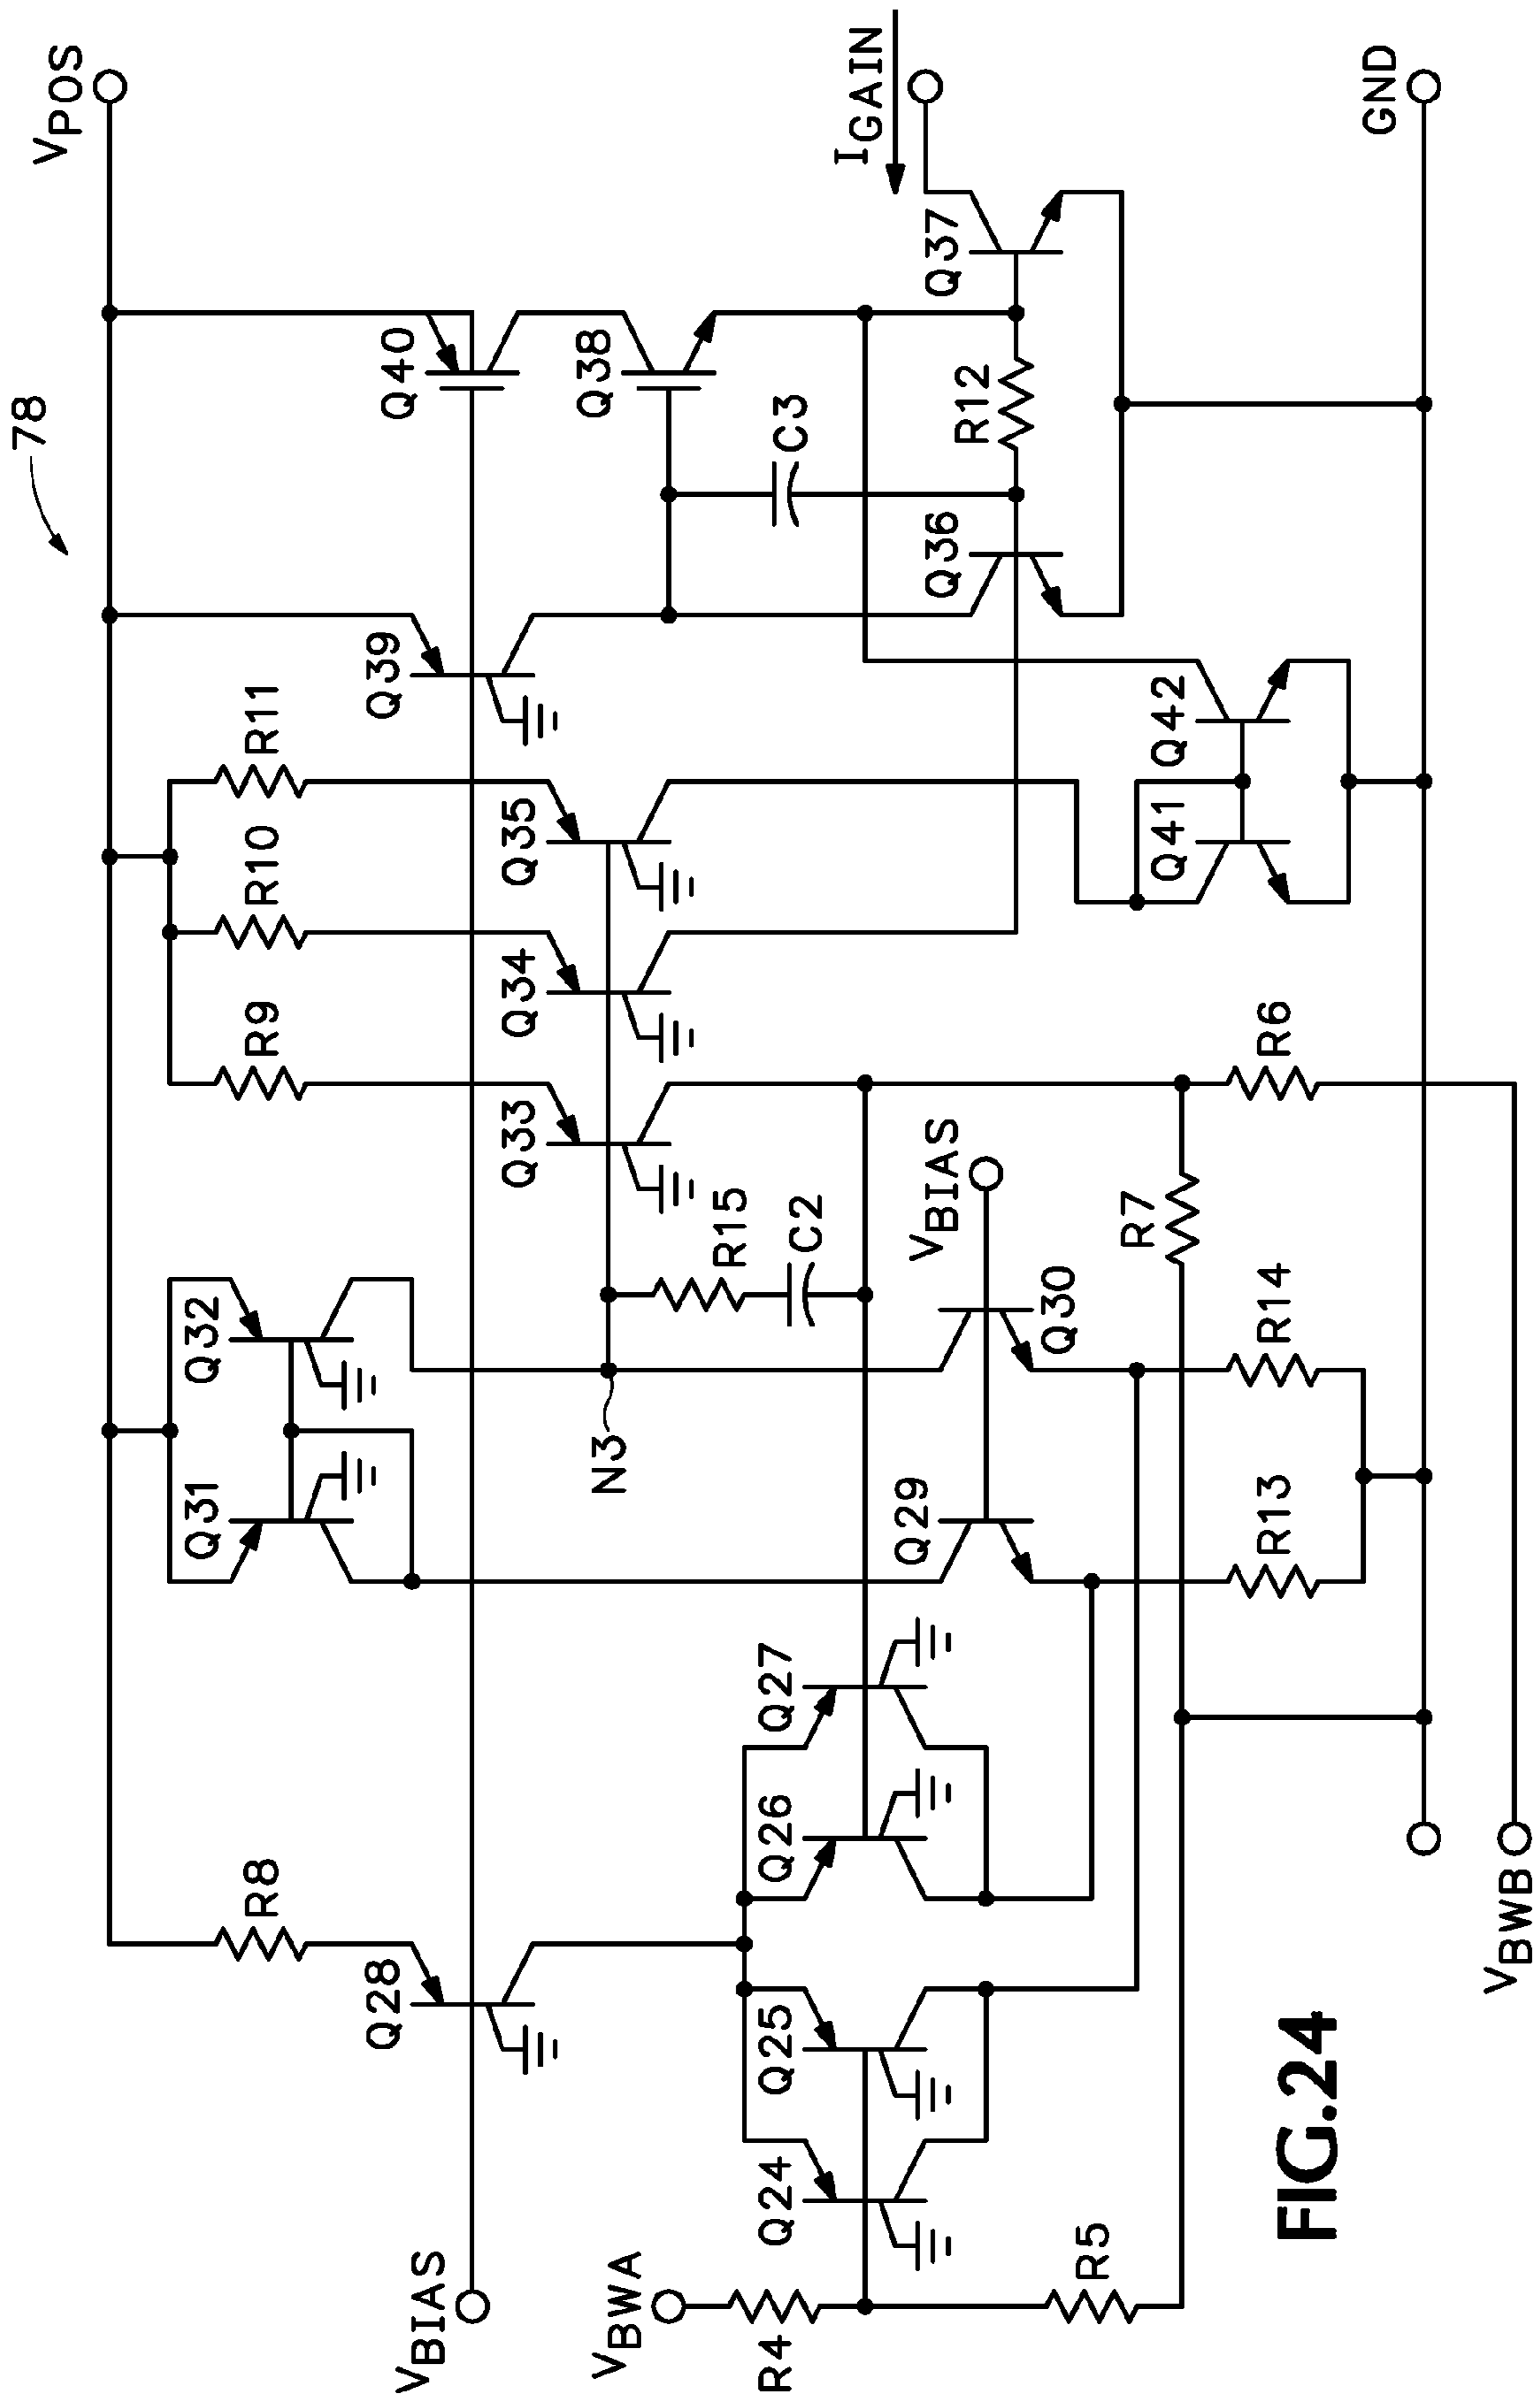 78
VPOS
R8
Q31
Q32
R9
R10
R11
Q39
Q40
Q28
VBIAS
N3
Q33
Q34
Q35
Q38
VBWA
R4
Q24
Q25
Q26
Q27
R15
C2
C3
IGAIN
Q29
VBIAS
Q36
R12
Q37
R5
Q30
R7
Q41
Q42
R13
R14
R6
GND
VBWB
FIG.24